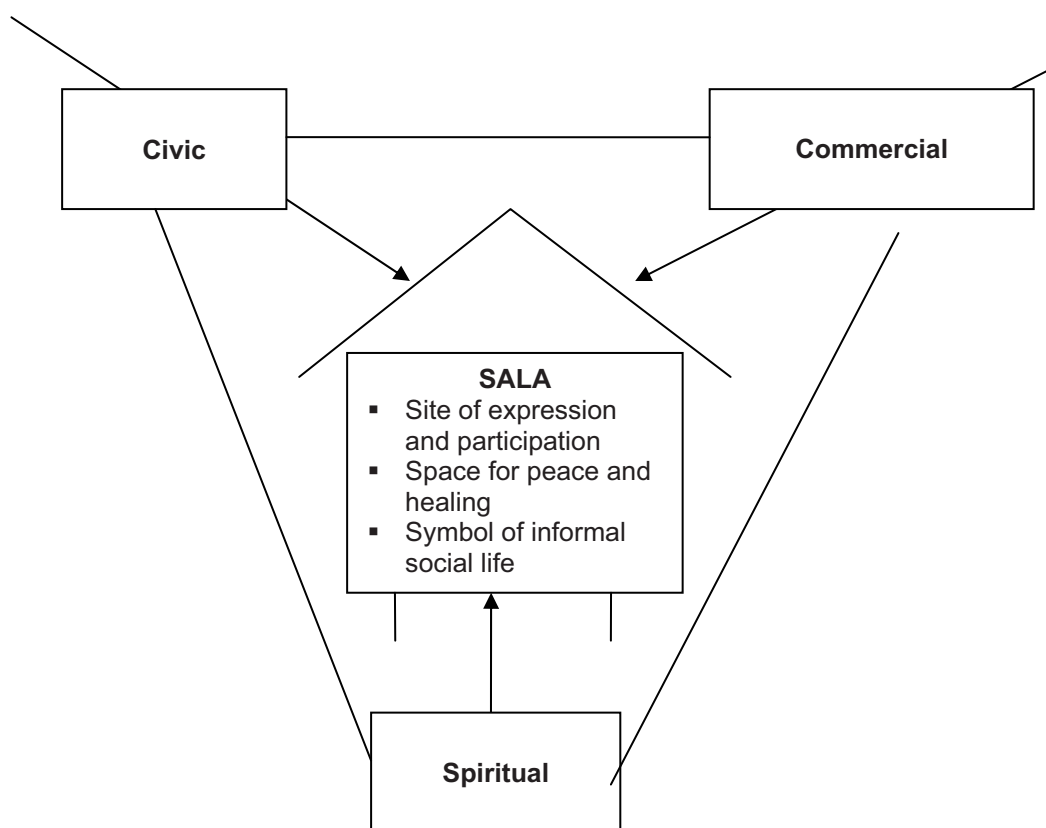 Civic
Commercial
SALA
▪ Site of expression
and participation
▪ Space for peace and
healing
▪ Symbol of informal
social life
Spiritual